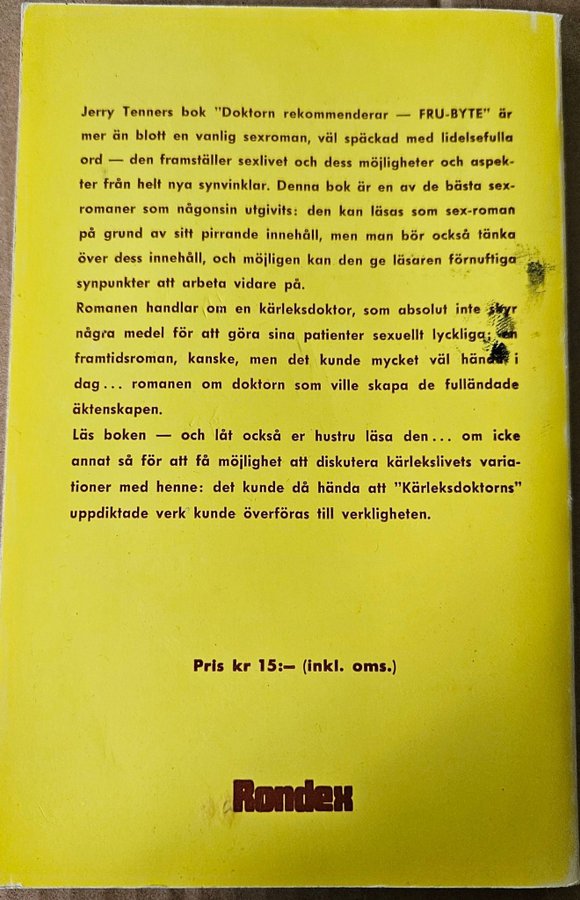 Jerry Tenners bok "Doktorn rekommenderar — FRU-BYTE" är
mer än blott en vanlig sexroman, väl späckad med lidelsefulla
ord — den framställer sexlivet och dess möjligheter och aspek-
ter från helt nya synvinklar. Denna bok är en av de bästa sex-
romaner som någonsin utgivits: den kan läsas som sex-roman
på grund av sitt pirrande innehåll, men man bör också tänka
över dess innehåll, och möjligen kan den ge läsaren förnuftiga
synpunkter att arbeta vidare på.
Romanen handlar om en kärleksdoktor, som absolut inte skyr
några medel för att göra sina patienter sexuellt lyckliga; en
framtidsroman, kanske, men det kunde mycket väl hända i
dag... romanen om doktorn som ville skapa de fulländade
äktenskapen.
Läs boken — och låt också er hustru läsa den... om icke
annat så för att få möjlighet att diskutera kärlekslivets varia-
tioner med henne: det kunde då hända att "Kärleksdoktorns"
uppdiktade verk kunde överföras till verkligheten.
Pris kr 15:— (inkl. oms.)
Rondex